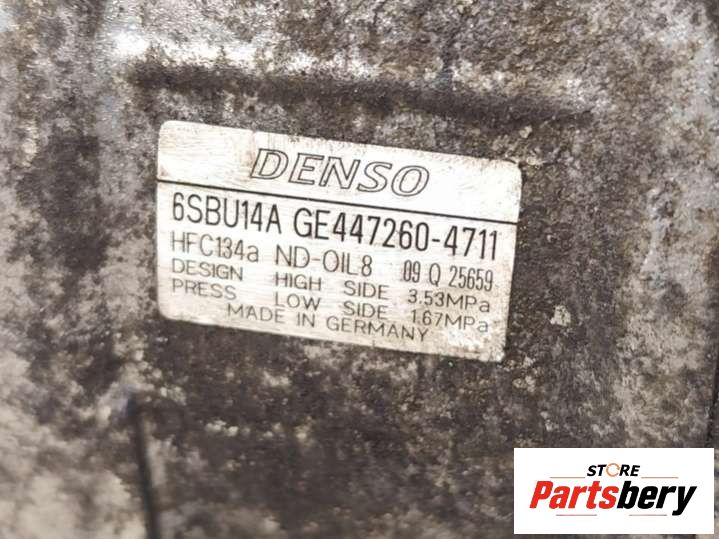 DENSO
6SBU14A GE447260-4711
HFC134a ND-OIL8 09 Q 25659
DESIGN HIGH SIDE 3.53MPa
PRESS LOW SIDE 1.67MPa
MADE IN GERMANY
STORE
Partsbery